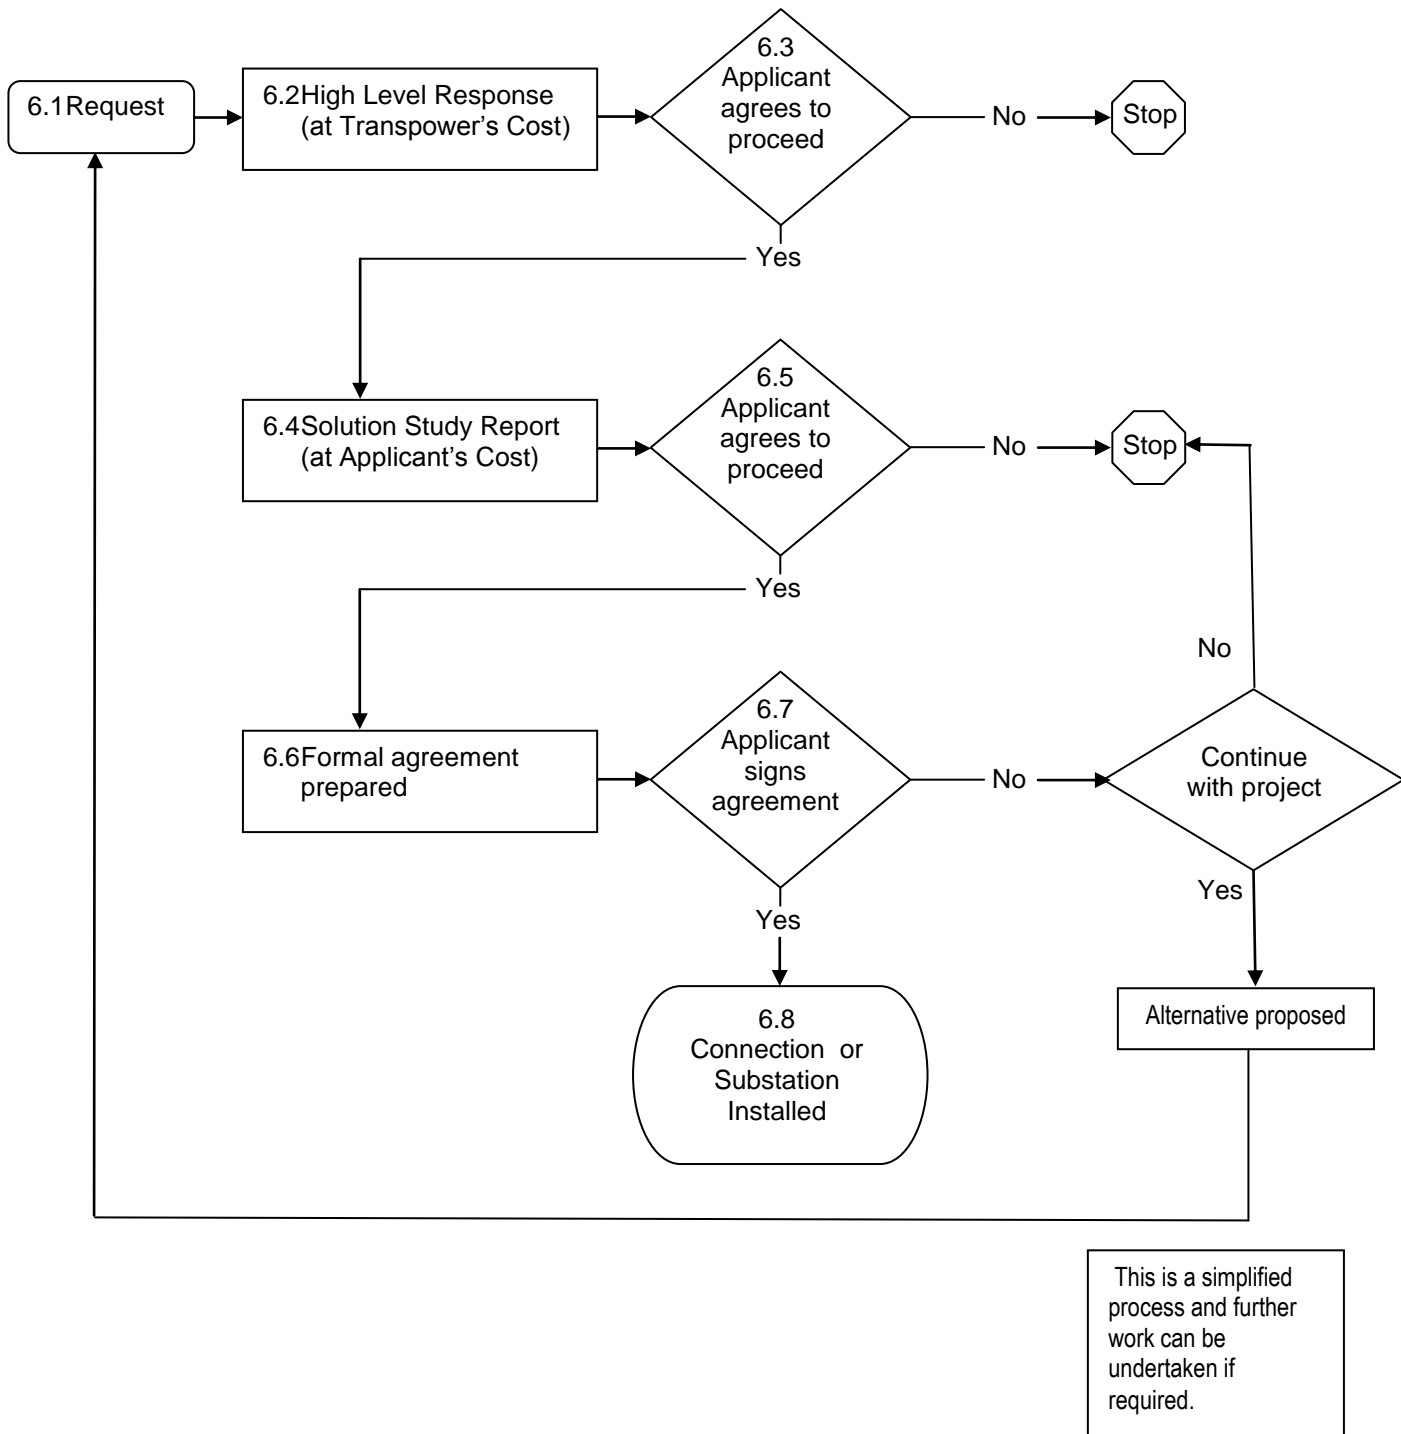 6.1Request
6.2High Level Response
(at Transpower's Cost)
6.3
Applicant
agrees to
proceed
No
Stop
Yes
6.4Solution Study Report
(at Applicant's Cost)
6.5
Applicant
agrees to
proceed
No
Stop
Yes
No
6.6Formal agreement
prepared
6.7
Applicant
signs
agreement
No
Continue
with project
Yes
Yes
6.8
Connection or
Substation
Installed
Alternative proposed
This is a simplified
process and further
work can be
undertaken if
required.